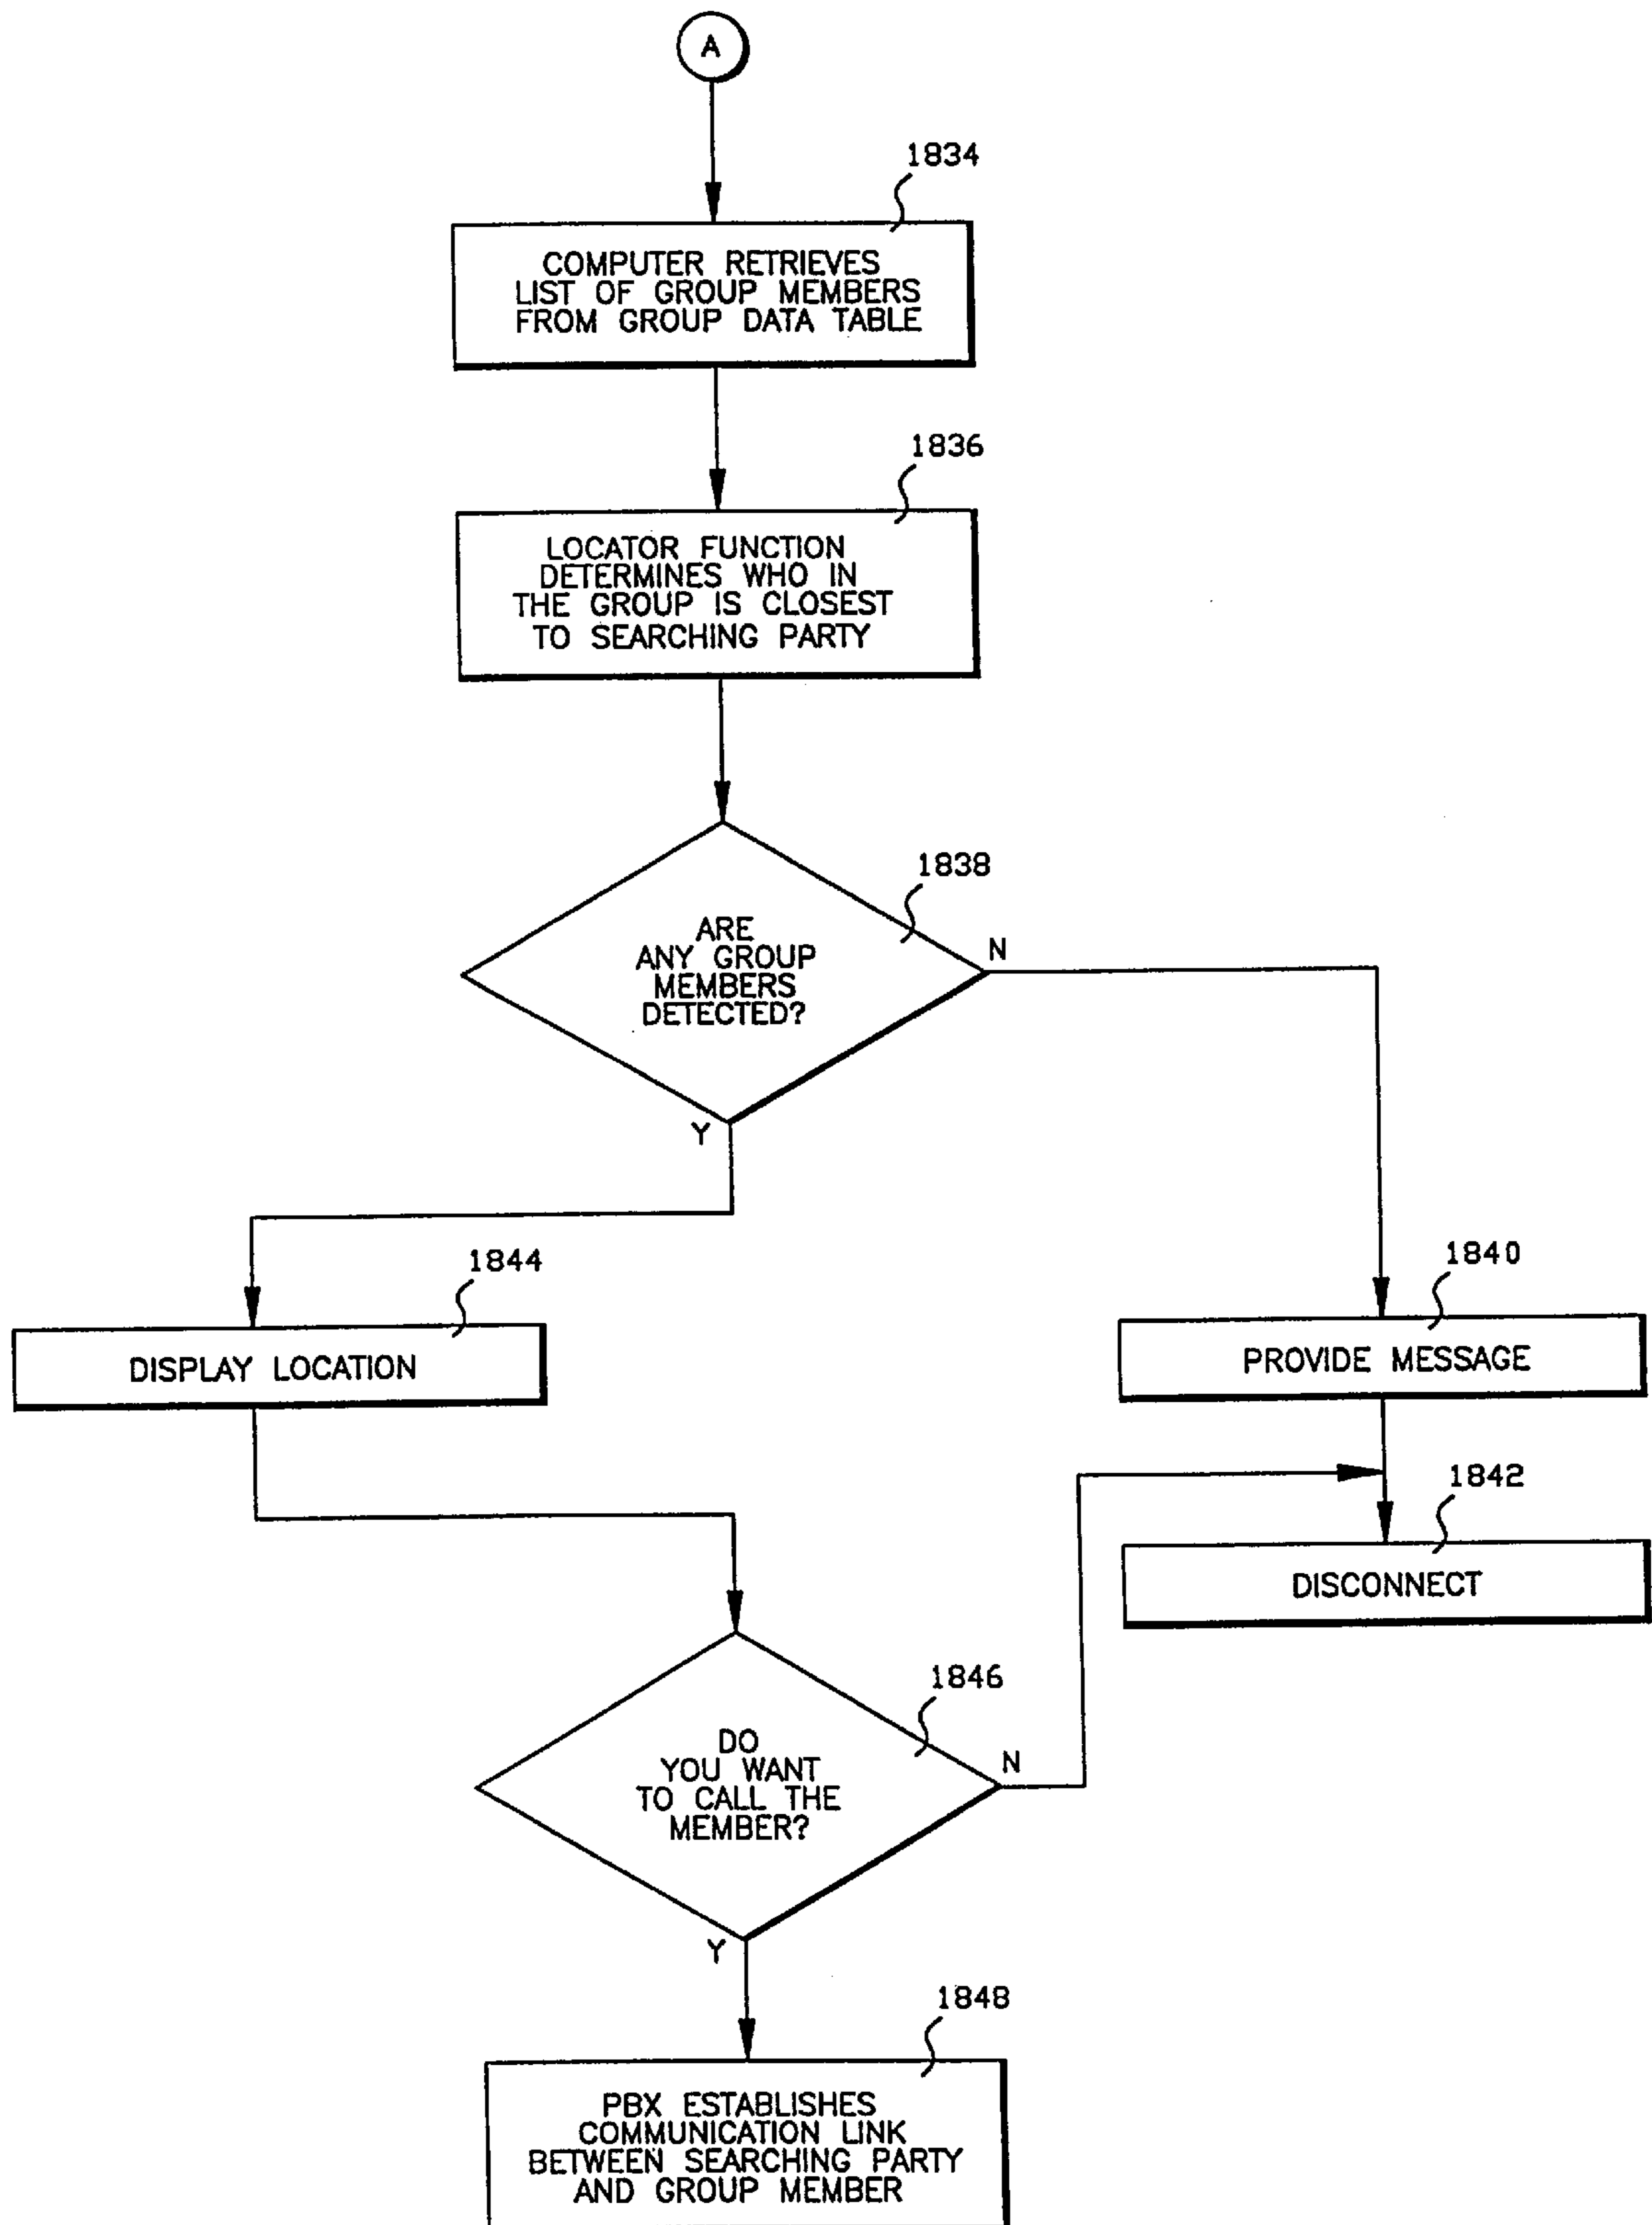 A
1834
COMPUTER RETRIEVES
LIST OF GROUP MEMBERS
FROM GROUP DATA TABLE
1836
LOCATOR FUNCTION
DETERMINES WHO IN
THE GROUP IS CLOSEST
TO SEARCHING PARTY
1838
ARE
ANY GROUP
MEMBERS
DETECTED?
N
Y
1844
DISPLAY LOCATION
1840
PROVIDE MESSAGE
1842
DISCONNECT
1846
DO
YOU WANT
TO CALL THE
MEMBER?
N
Y
1848
PBX ESTABLISHES
COMMUNICATION LINK
BETWEEN SEARCHING PARTY
AND GROUP MEMBER